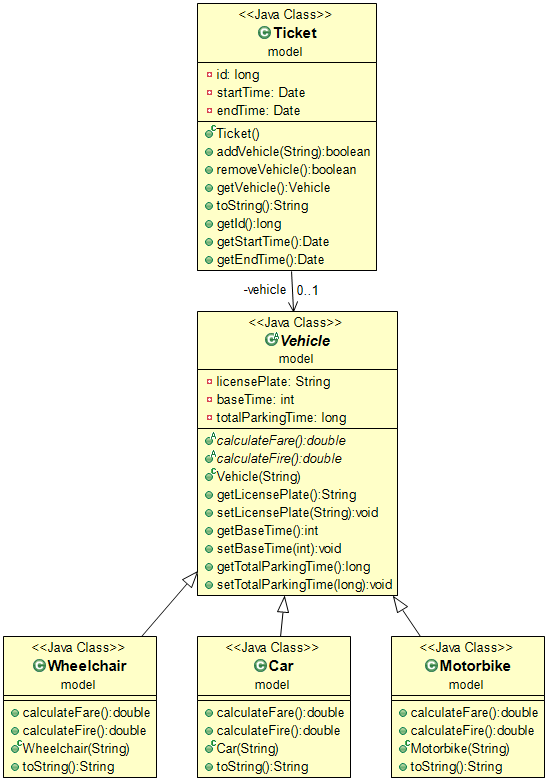 <<Java Class>>
Ticket
model
id: long
startTime: Date
endTime: Date
Ticket()
addVehicle(String):boolean
removeVehicle():boolean
getVehicle():Vehicle
toString():String
getId():long
getStartTime():Date
getEndTime():Date
-vehicle 0..1
<<Java Class>>
Vehicle
model
licensePlate: String
baseTime: int
totalParkingTime: long
calculateFare():double
calculateFire():double
Vehicle(String)
getLicensePlate():String
setLicensePlate(String):void
getBaseTime():int
setBaseTime(int):void
getTotalParkingTime():long
setTotalParkingTime(long):void
<<Java Class>>
Wheelchair
model
calculateFare():double
calculateFire():double
Wheelchair(String)
toString():String
<<Java Class>>
Car
model
calculateFare():double
calculateFire():double
Car(String)
toString():String
<<Java Class>>
Motorbike
model
calculateFare():double
calculateFire():double
Motorbike(String)
toString():String